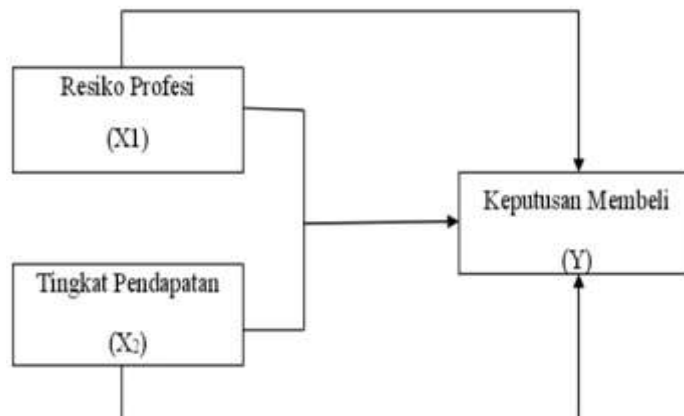 Resiko Profesi
(X1)
Keputusan Membeli
(Y)
Tingkat Pendapatan
(X₂)